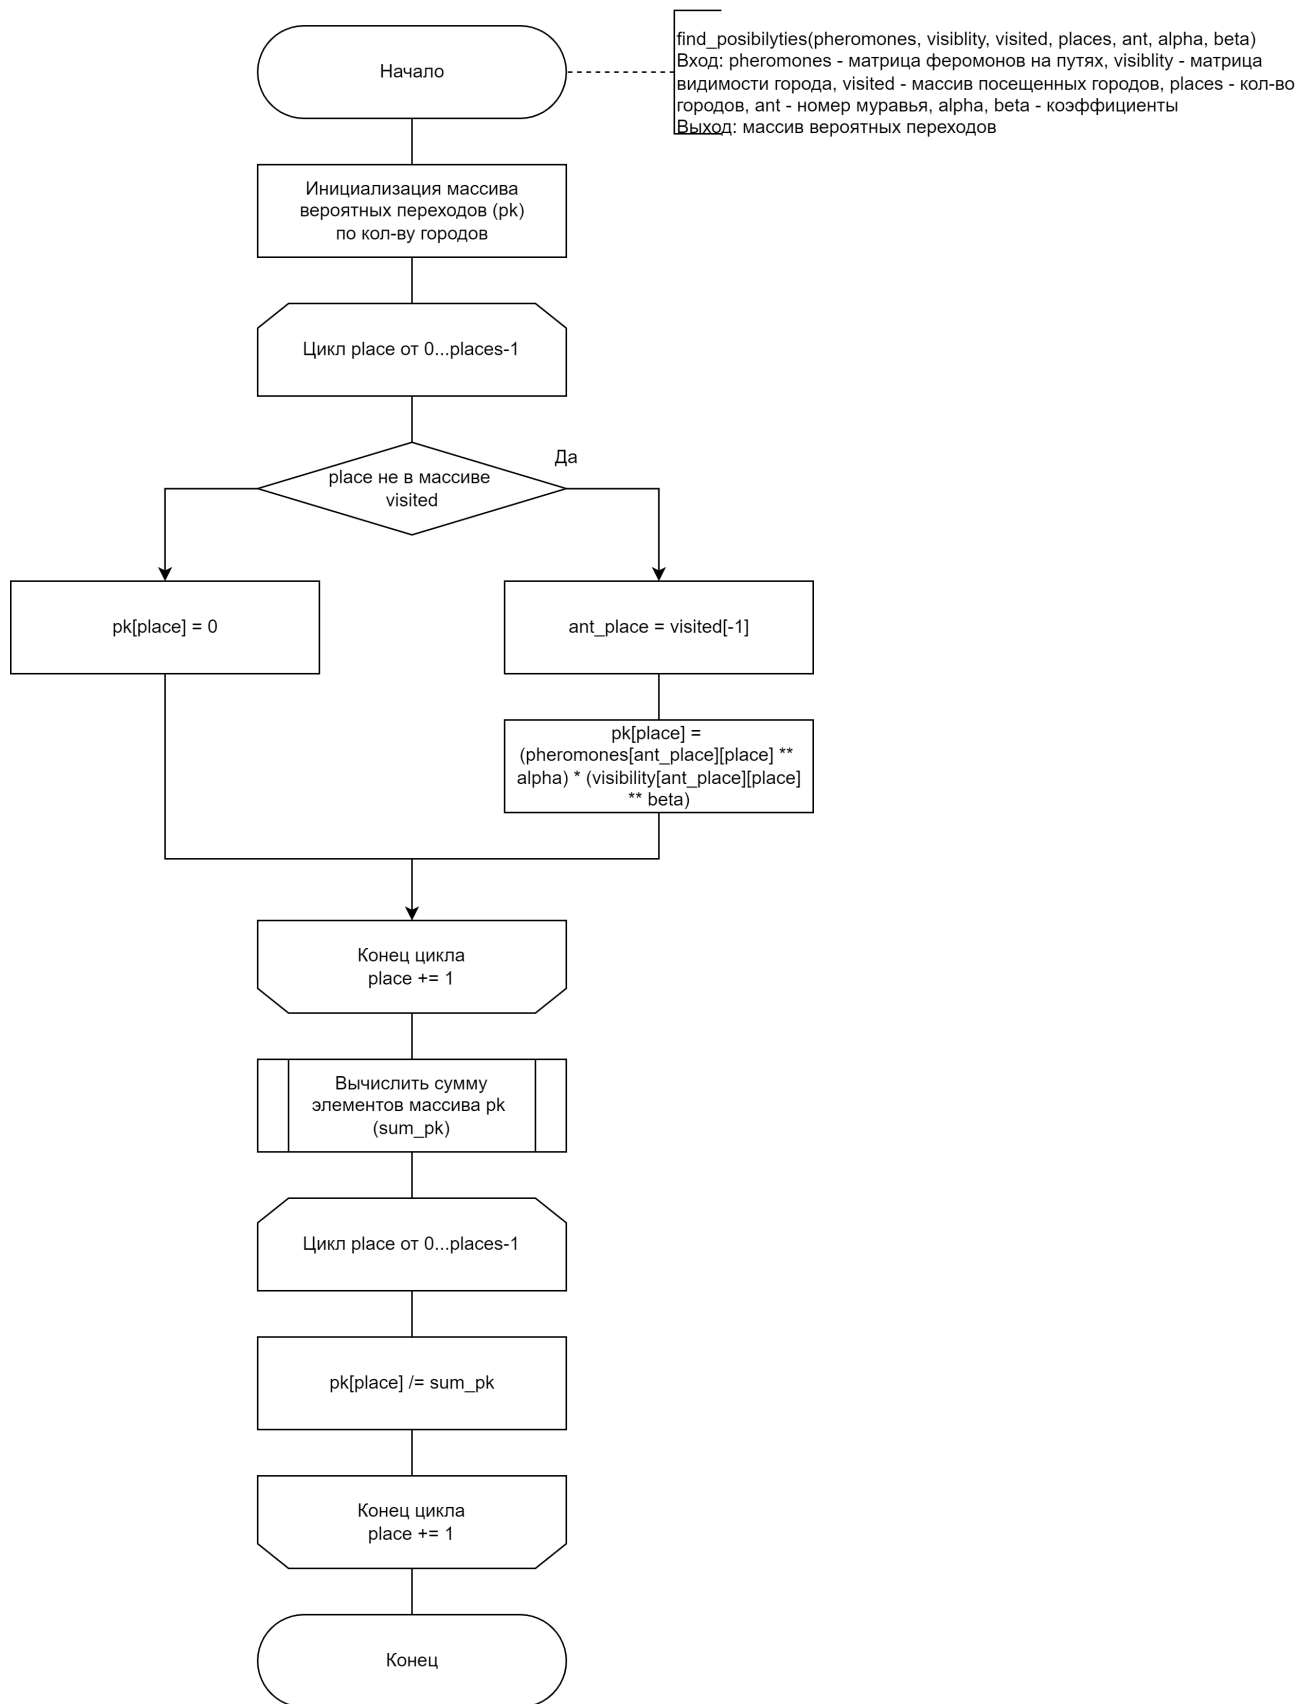 Начало
find_posibilyties(pheromones, visiblity, visited, places, ant, alpha, beta)
Вход: pheromones - матрица феромонов на путях, visiblity - матрица
видимости города, visited - массив посещенных городов, places - кол-во
городов, ant - номер муравья, alpha, beta - коэффициенты
Выход: массив вероятных переходов
Инициализация массива
вероятных переходов (pk)
по кол-ву городов
Цикл place от 0...places-1
Да
place не в массиве
visited
pk[place] = 0
ant_place = visited[-1]
pk[place] =
(pheromones[ant_place][place] **
alpha) * (visibility[ant_place][place]
** beta)
Конец цикла
place += 1
Вычислить сумму
элементов массива pk
(sum_pk)
Цикл place от 0...places-1
pk[place] /= sum_pk
Конец цикла
place += 1
Конец